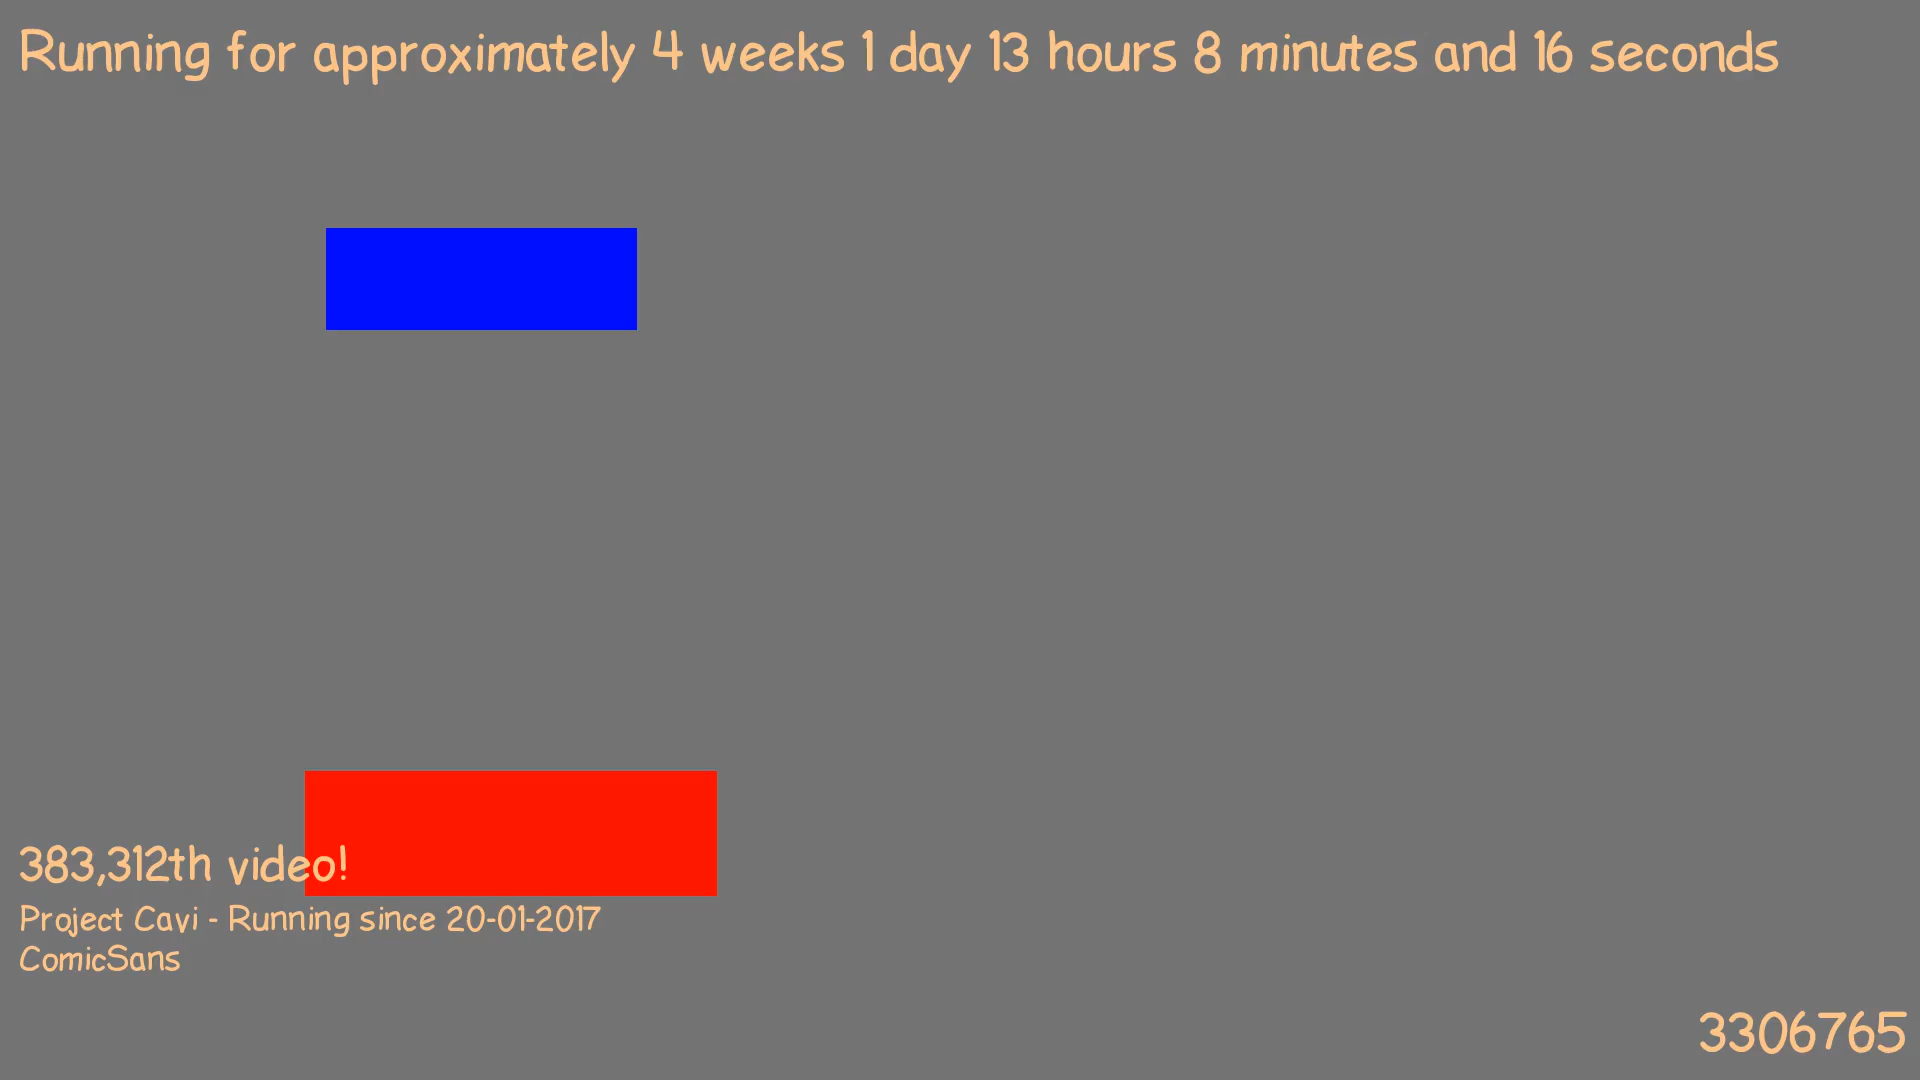 Running for approximately 4 weeks 1 day 13 hours 8 minutes and 16 seconds
383,312th video!
Project Cavi - Running since 20-01-2017
ComicSans
3306765